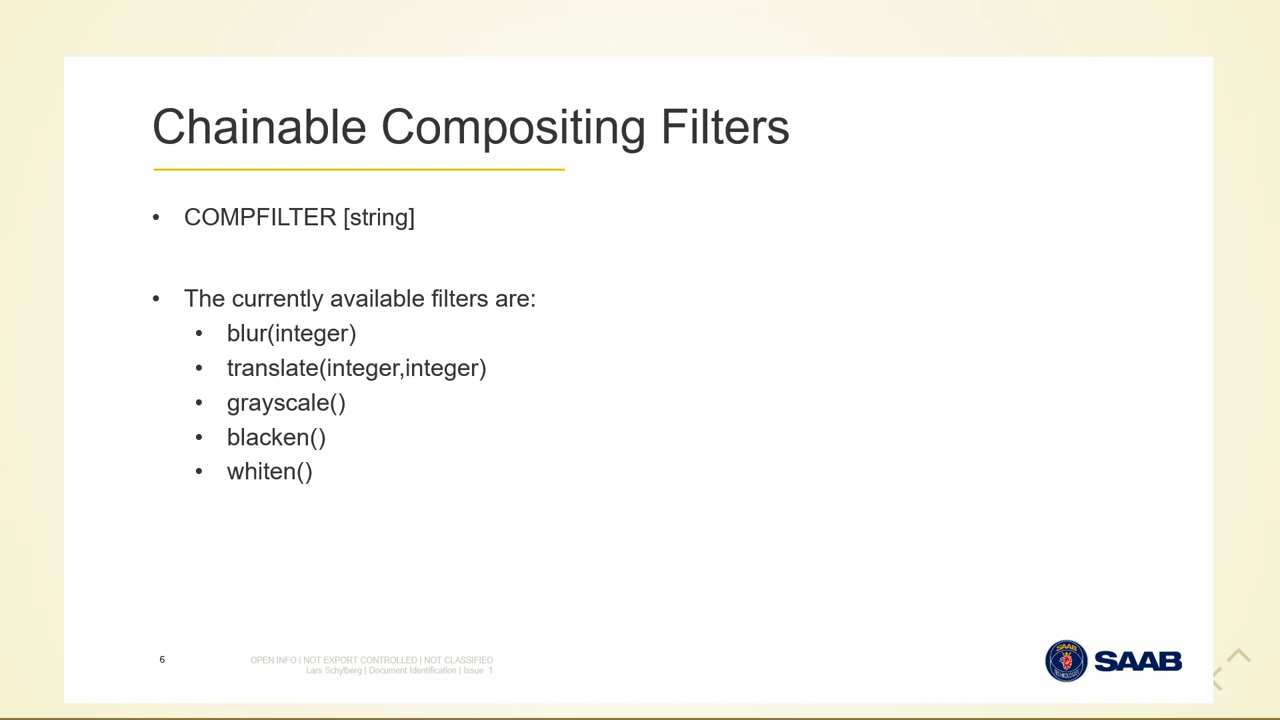 Chainable Compositing Filters
• COMPFILTER [string]
• The currently available filters are:
• blur(integer)
• translate(integer,integer)
• grayscale()
• blacken()
• whiten()
6
OPEN INFO | NOT EXPORT CONTROLLED | NOT CLASSIFIED
Lars Schylberg | Document Identification | Issue 1
SAAB
SAAB